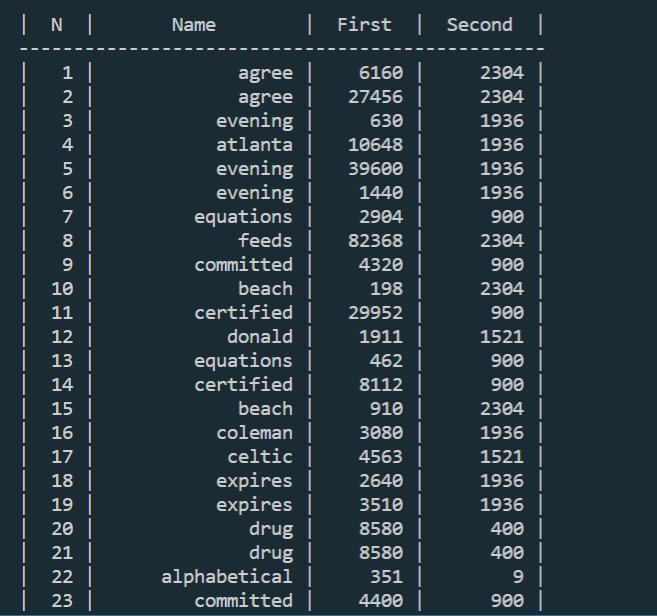 | N | Name | First | Second |
------------------------------------------------
| 1 | agree | 6160 | 2304 |
| 2 | agree | 27456 | 2304 |
| 3 | evening | 630 | 1936 |
| 4 | atlanta | 10648 | 1936 |
| 5 | evening | 39600 | 1936 |
| 6 | evening | 1440 | 1936 |
| 7 | equations | 2904 | 900 |
| 8 | feeds | 82368 | 2304 |
| 9 | committed | 4320 | 900 |
| 10 | beach | 198 | 2304 |
| 11 | certified | 29952 | 900 |
| 12 | donald | 1911 | 1521 |
| 13 | equations | 462 | 900 |
| 14 | certified | 8112 | 900 |
| 15 | beach | 910 | 2304 |
| 16 | coleman | 3080 | 1936 |
| 17 | celtic | 4563 | 1521 |
| 18 | expires | 2640 | 1936 |
| 19 | expires | 3510 | 1936 |
| 20 | drug | 8580 | 400 |
| 21 | drug | 8580 | 400 |
| 22 | alphabetical | 351 | 9 |
| 23 | committed | 4400 | 900 |